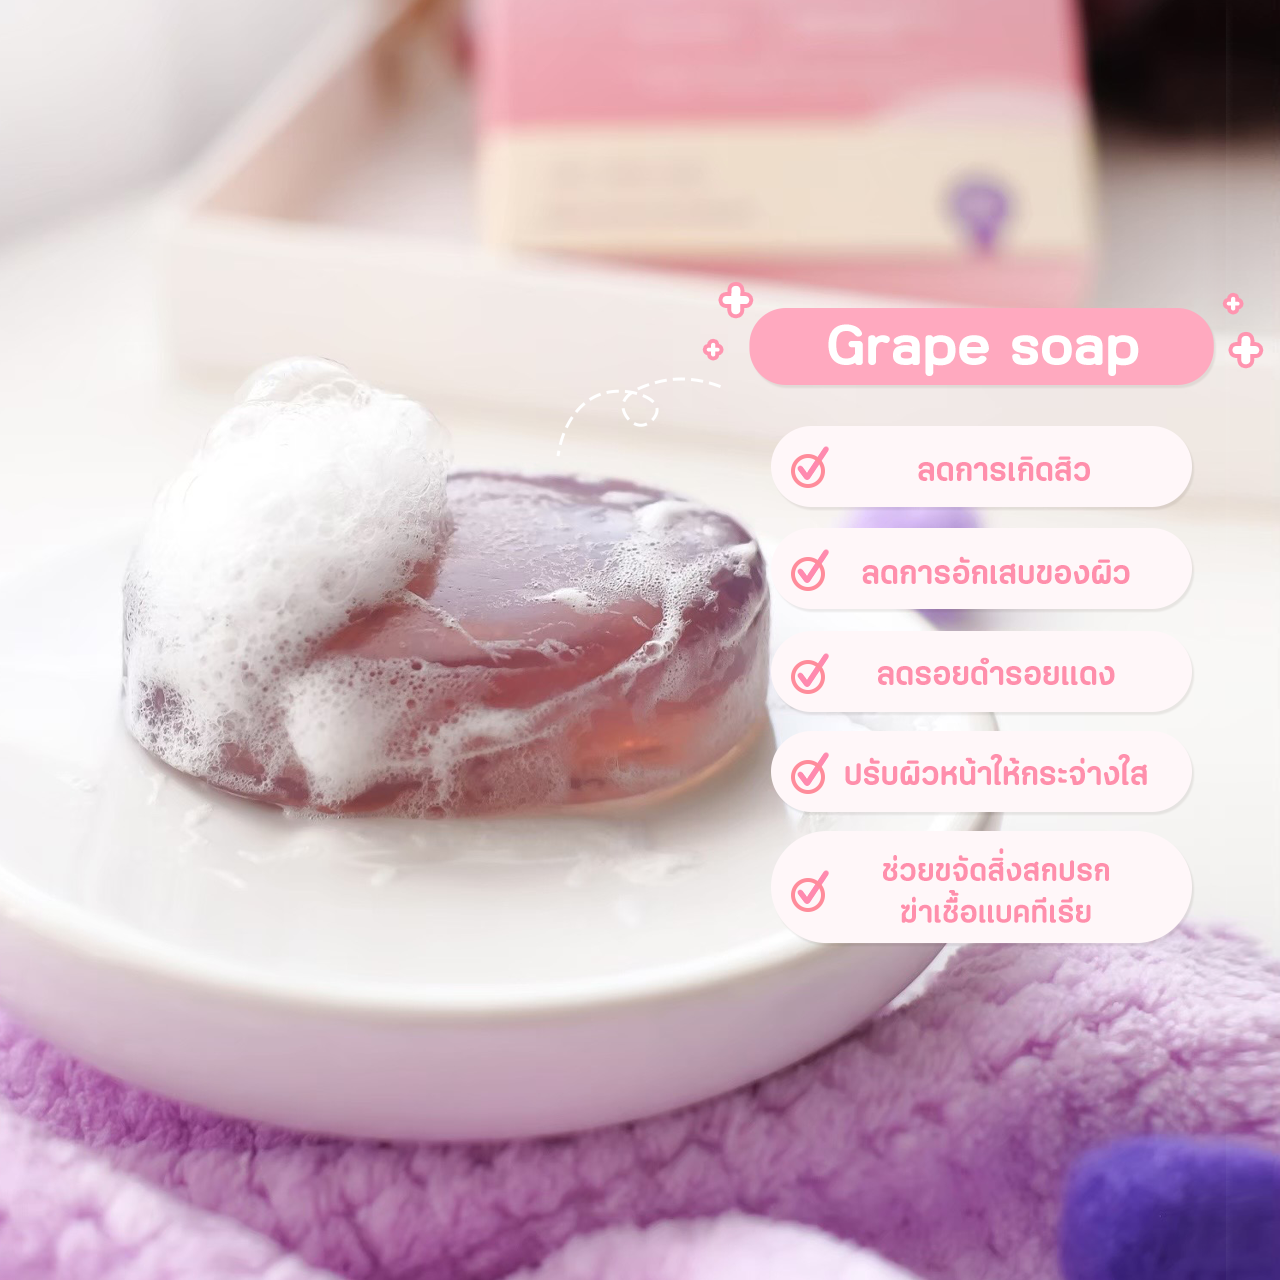 Grape soap
ลดการเกิดสิว
ลดการอักเสบของผิว
ลดรอยดำรอยแดง
ปรับผิวหน้าให้กระจ่างใส
ช่วยขจัดสิ่งสกปรก
ฆ่าเชื้อแบคทีเรีย